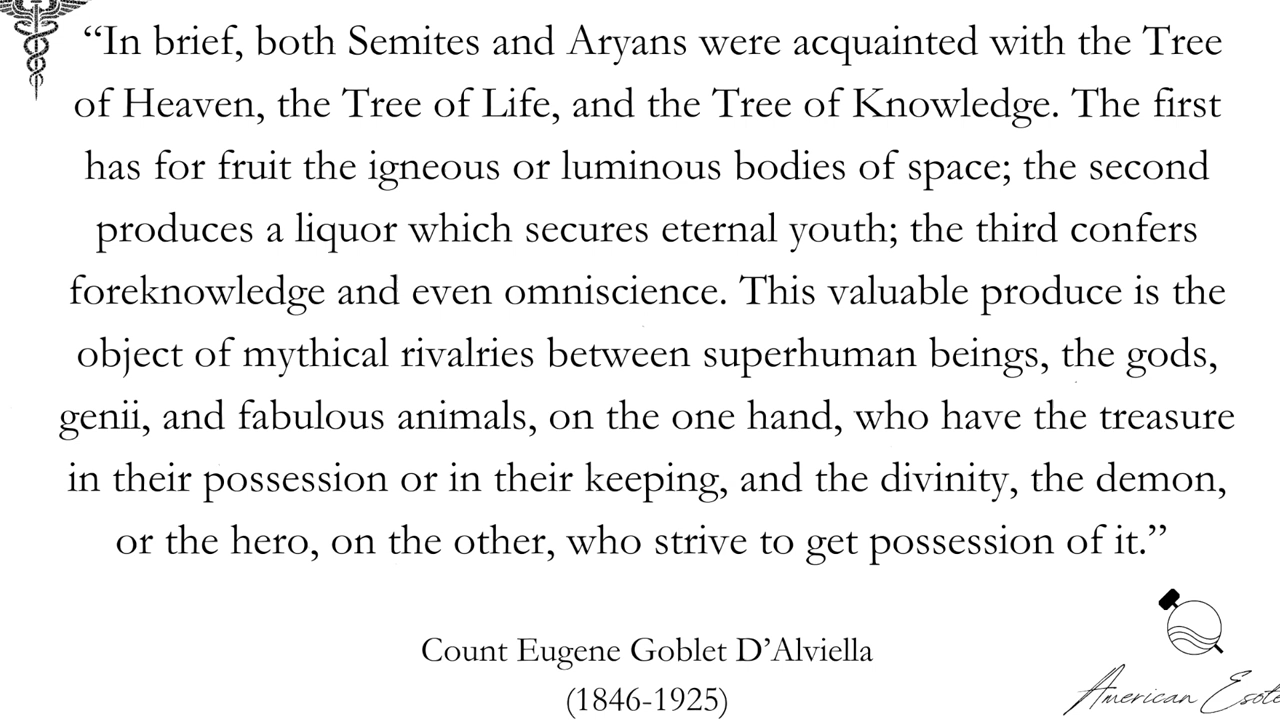 “In brief, both Semites and Aryans were acquainted with the Tree
of Heaven, the Tree of Life, and the Tree of Knowledge. The first
has for fruit the igneous or luminous bodies of space; the second
produces a liquor which secures eternal youth; the third confers
foreknowledge and even omniscience. This valuable produce is the
object of mythical rivalries between superhuman beings, the gods,
genii, and fabulous animals, on the one hand, who have the treasure
in their possession or in their keeping, and the divinity, the demon,
or the hero, on the other, who strive to get possession of it.”
Count Eugene Goblet D’Alviella
(1846-1925)
American